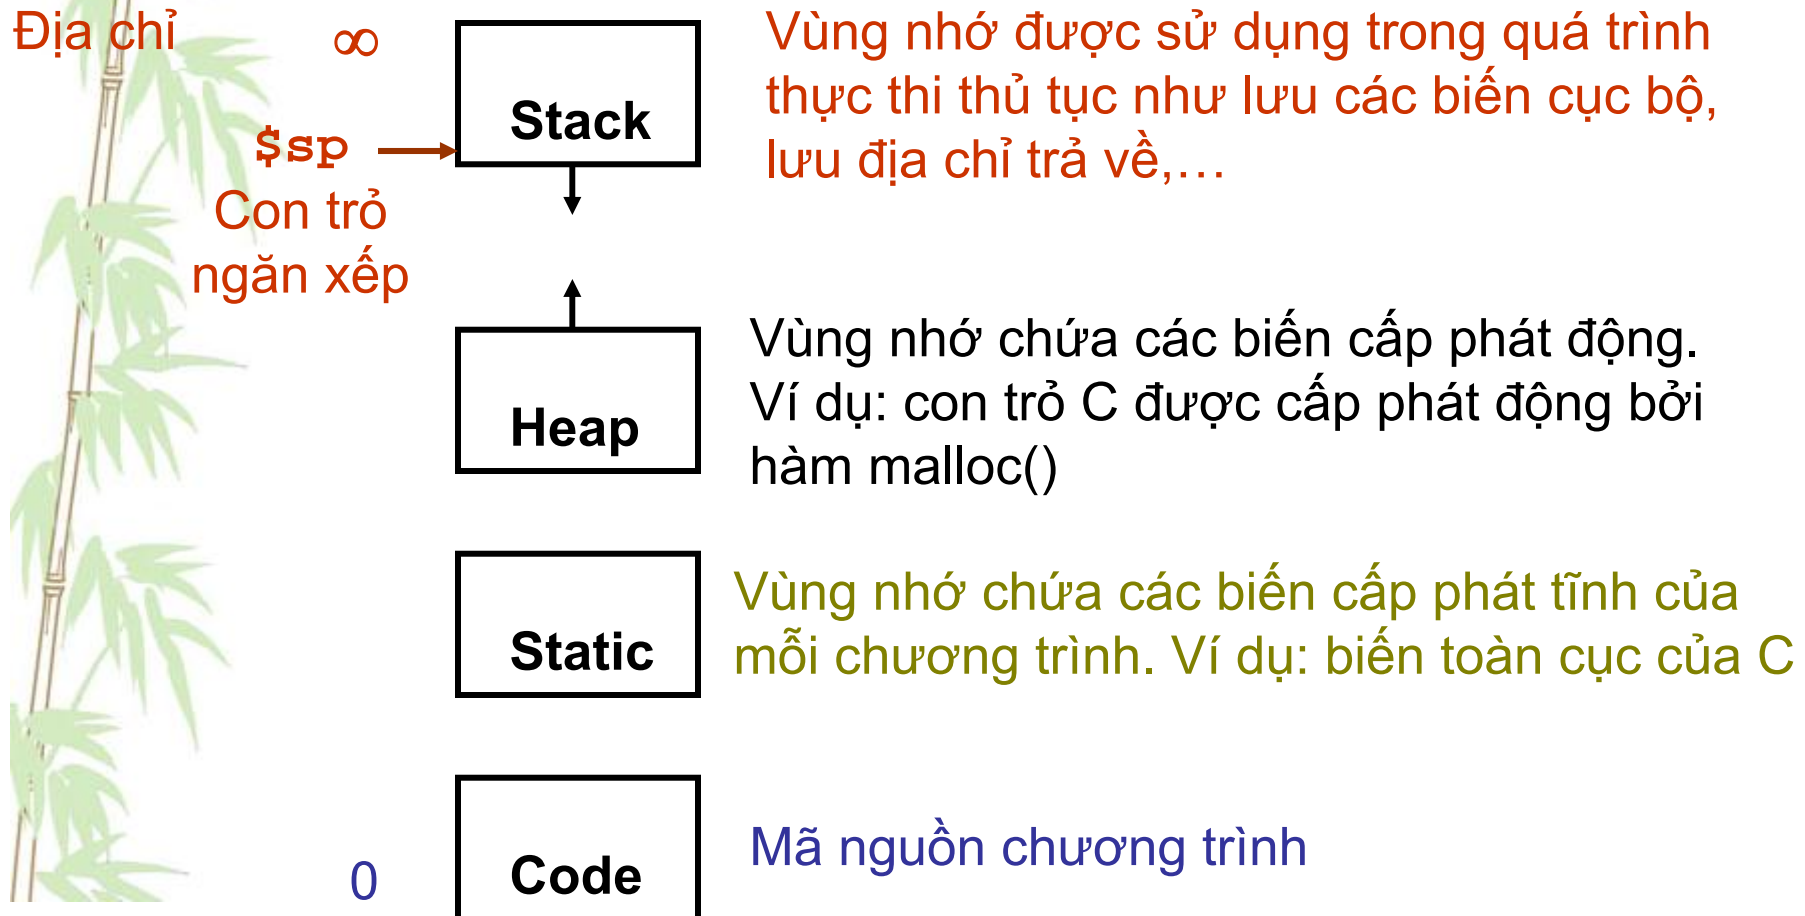 Địa chỉ
∞
Stack
Vùng nhớ được sử dụng trong quá trình
thực thi thủ tục như lưu các biến cục bộ,
lưu địa chỉ trả về,…
$sp
Con trỏ
ngăn xếp
Heap
Vùng nhớ chứa các biến cấp phát động.
Ví dụ: con trỏ C được cấp phát động bởi
hàm malloc()
Static
Vùng nhớ chứa các biến cấp phát tĩnh của
mỗi chương trình. Ví dụ: biến toàn cục của C
0
Code
Mã nguồn chương trình